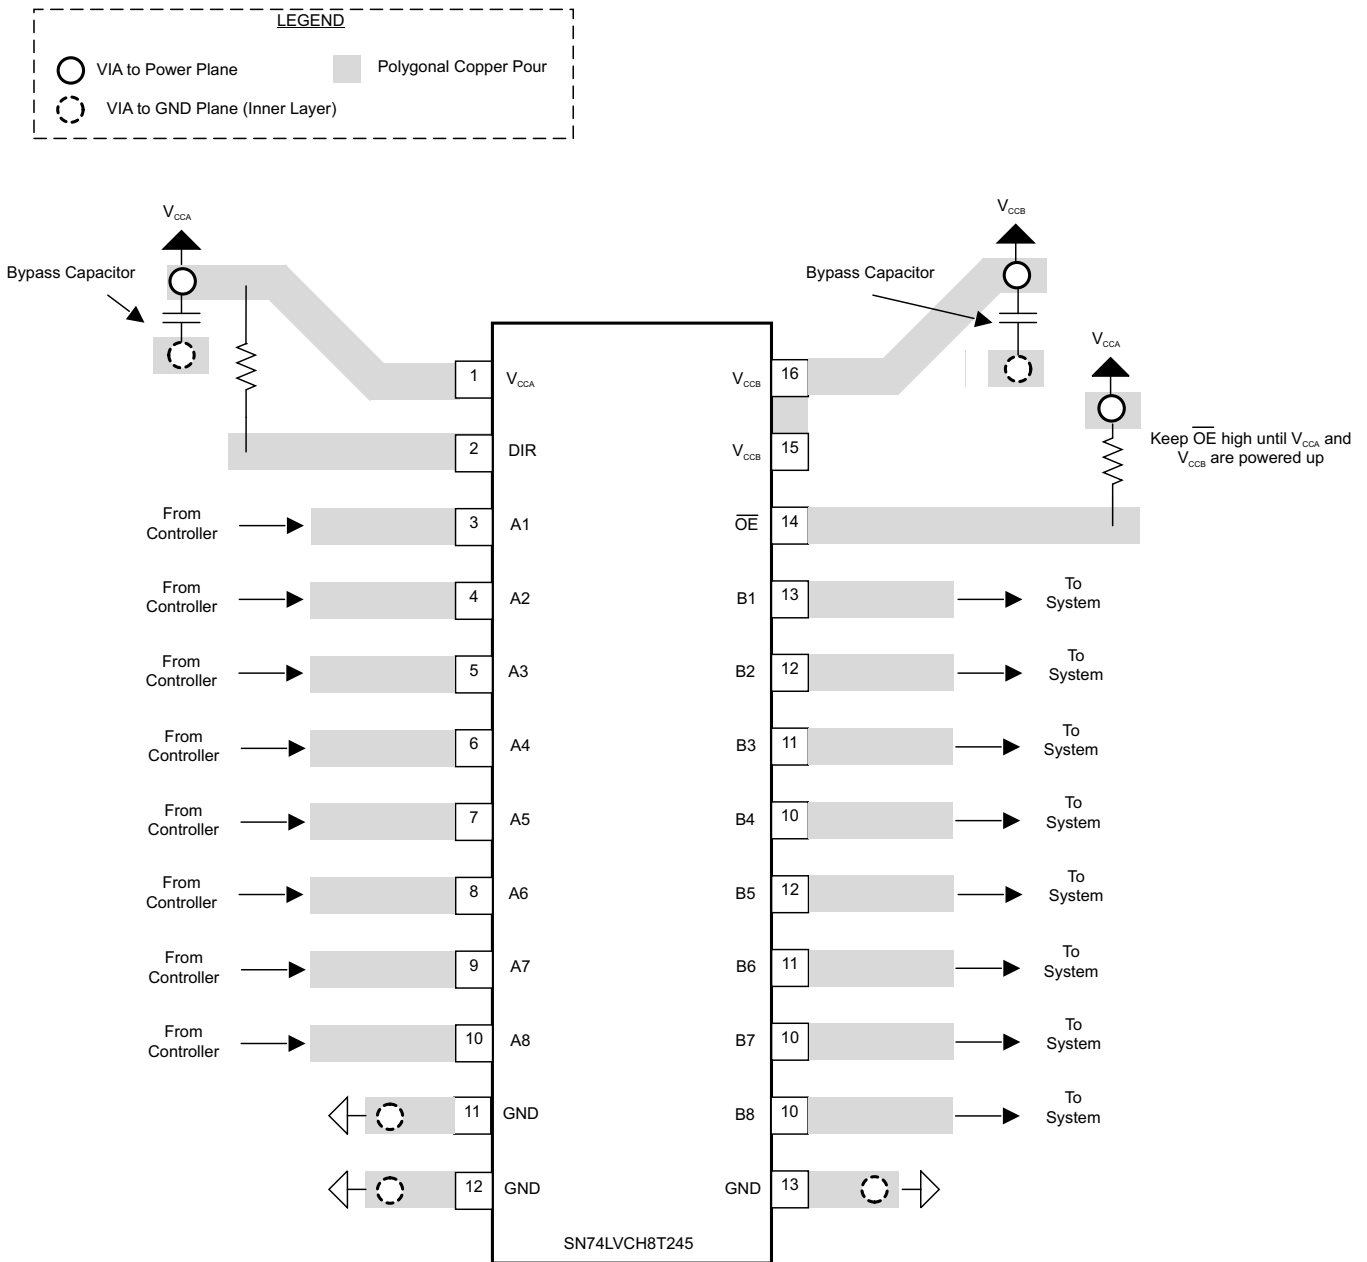 LEGEND
VIA to Power Plane
Polygonal Copper Pour
VIA to GND Plane (Inner Layer)
VCCA
VCCB
Bypass Capacitor
Bypass Capacitor
VCCA
Keep OE high until VCCA and
VCCB are powered up
1 VCCA
VCCB 16
2 DIR
VCCB 15
From
Controller
3 A1
OE 14
From
Controller
4 A2
B1 13
To
System
From
Controller
5 A3
B2 12
To
System
From
Controller
6 A4
B3 11
To
System
From
Controller
7 A5
B4 10
To
System
From
Controller
8 A6
B5 12
To
System
From
Controller
9 A7
B6 11
To
System
From
Controller
10 A8
B7 10
To
System
11 GND
B8 10
To
System
12 GND
GND 13
SN74LVCH8T245